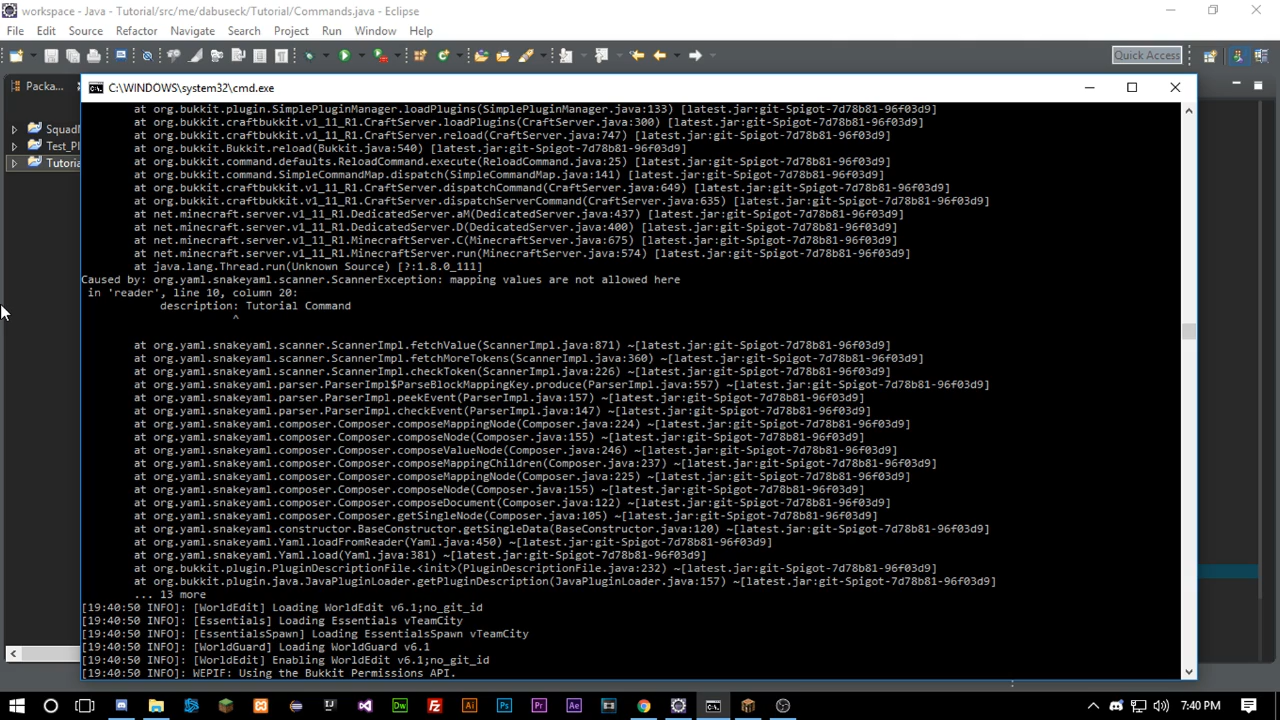 workspace - Java - Tutorial/src/me/dabuseck/Tutorial/Commands.java - Eclipse
File Edit Source Refactor Navigate Search Project Run Window Help
Quick Access
Packa...
C:\WINDOWS\system32\cmd.exe
Test_Pl
Tutoria
at org.bukkit.plugin.SimplePluginManager.loadPlugins(SimplePluginManager.java:133) [latest.jar:git-Spigot-7d78b81-96f03d9]
at org.bukkit.craftbukkit.v1_11_R1.CraftServer.loadPlugins(CraftServer.java:300) [latest.jar:git-Spigot-7d78b81-96f03d9]
at org.bukkit.craftbukkit.v1_11_R1.CraftServer.reload(CraftServer.java:747) [latest.jar:git-Spigot-7d78b81-96f03d9]
at org.bukkit.Bukkit.reload(Bukkit.java:540) [latest.jar:git-Spigot-7d78b81-96f03d9]
at org.bukkit.command.defaults.ReloadCommand.execute(ReloadCommand.java:25) [latest.jar:git-Spigot-7d78b81-96f03d9]
at org.bukkit.command.SimpleCommandMap.dispatch(SimpleCommandMap.java:141) [latest.jar:git-Spigot-7d78b81-96f03d9]
at org.bukkit.craftbukkit.v1_11_R1.CraftServer.dispatchCommand(CraftServer.java:649) [latest.jar:git-Spigot-7d78b81-96f03d9]
at org.bukkit.craftbukkit.v1_11_R1.CraftServer.dispatchServerCommand(CraftServer.java:635) [latest.jar:git-Spigot-7d78b81-96f03d9]
at net.minecraft.server.v1_11_R1.DedicatedServer.aM(DedicatedServer.java:437) [latest.jar:git-Spigot-7d78b81-96f03d9]
at net.minecraft.server.v1_11_R1.DedicatedServer.D(DedicatedServer.java:400) [latest.jar:git-Spigot-7d78b81-96f03d9]
at net.minecraft.server.v1_11_R1.MinecraftServer.C(MinecraftServer.java:675) [latest.jar:git-Spigot-7d78b81-96f03d9]
at net.minecraft.server.v1_11_R1.MinecraftServer.run(MinecraftServer.java:574) [latest.jar:git-Spigot-7d78b81-96f03d9]
at java.lang.Thread.run(Unknown Source) [?:1.8.0_111]
Caused by: org.yaml.snakeyaml.scanner.ScannerException: mapping values are not allowed here
in 'reader', line 10, column 20:
description: Tutorial Command
^
at org.yaml.snakeyaml.scanner.ScannerImpl.fetchValue(ScannerImpl.java:871) ~[latest.jar:git-Spigot-7d78b81-96f03d9]
at org.yaml.snakeyaml.scanner.ScannerImpl.fetchMoreTokens(ScannerImpl.java:360) ~[latest.jar:git-Spigot-7d78b81-96f03d9]
at org.yaml.snakeyaml.scanner.ScannerImpl.checkToken(ScannerImpl.java:226) ~[latest.jar:git-Spigot-7d78b81-96f03d9]
at org.yaml.snakeyaml.parser.ParserImpl$ParseBlockMappingKey.produce(ParserImpl.java:557) ~[latest.jar:git-Spigot-7d78b81-96f03d9]
at org.yaml.snakeyaml.parser.ParserImpl.peekEvent(ParserImpl.java:157) ~[latest.jar:git-Spigot-7d78b81-96f03d9]
at org.yaml.snakeyaml.parser.ParserImpl.checkEvent(ParserImpl.java:147) ~[latest.jar:git-Spigot-7d78b81-96f03d9]
at org.yaml.snakeyaml.composer.Composer.composeMappingNode(Composer.java:224) ~[latest.jar:git-Spigot-7d78b81-96f03d9]
at org.yaml.snakeyaml.composer.Composer.composeNode(Composer.java:155) ~[latest.jar:git-Spigot-7d78b81-96f03d9]
at org.yaml.snakeyaml.composer.Composer.composeValueNode(Composer.java:246) ~[latest.jar:git-Spigot-7d78b81-96f03d9]
at org.yaml.snakeyaml.composer.Composer.composeMappingChildren(Composer.java:237) ~[latest.jar:git-Spigot-7d78b81-96f03d9]
at org.yaml.snakeyaml.composer.Composer.composeMappingNode(Composer.java:225) ~[latest.jar:git-Spigot-7d78b81-96f03d9]
at org.yaml.snakeyaml.composer.Composer.composeNode(Composer.java:155) ~[latest.jar:git-Spigot-7d78b81-96f03d9]
at org.yaml.snakeyaml.composer.Composer.composeDocument(Composer.java:122) ~[latest.jar:git-Spigot-7d78b81-96f03d9]
at org.yaml.snakeyaml.composer.Composer.getSingleNode(Composer.java:105) ~[latest.jar:git-Spigot-7d78b81-96f03d9]
at org.yaml.snakeyaml.constructor.BaseConstructor.getSingleData(BaseConstructor.java:120) ~[latest.jar:git-Spigot-7d78b81-96f03d9]
at org.yaml.snakeyaml.Yaml.loadFromReader(Yaml.java:450) ~[latest.jar:git-Spigot-7d78b81-96f03d9]
at org.yaml.snakeyaml.Yaml.load(Yaml.java:381) ~[latest.jar:git-Spigot-7d78b81-96f03d9]
at org.bukkit.plugin.PluginDescriptionFile.<init>(PluginDescriptionFile.java:232) ~[latest.jar:git-Spigot-7d78b81-96f03d9]
at org.bukkit.plugin.java.JavaPluginLoader.getPluginDescription(JavaPluginLoader.java:157) ~[latest.jar:git-Spigot-7d78b81-96f03d9]
... 13 more
[19:40:50 INFO]: [WorldEdit] Loading WorldEdit v6.1;no_git_id
[19:40:50 INFO]: [Essentials] Loading Essentials vTeamCity
[19:40:50 INFO]: [EssentialsSpawn] Loading EssentialsSpawn vTeamCity
[19:40:50 INFO]: [WorldGuard] Loading WorldGuard v6.1
[19:40:50 INFO]: [WorldEdit] Enabling WorldEdit v6.1;no_git_id
[19:40:50 INFO]: WEPIF: Using the Bukkit Permissions API.
7:40 PM